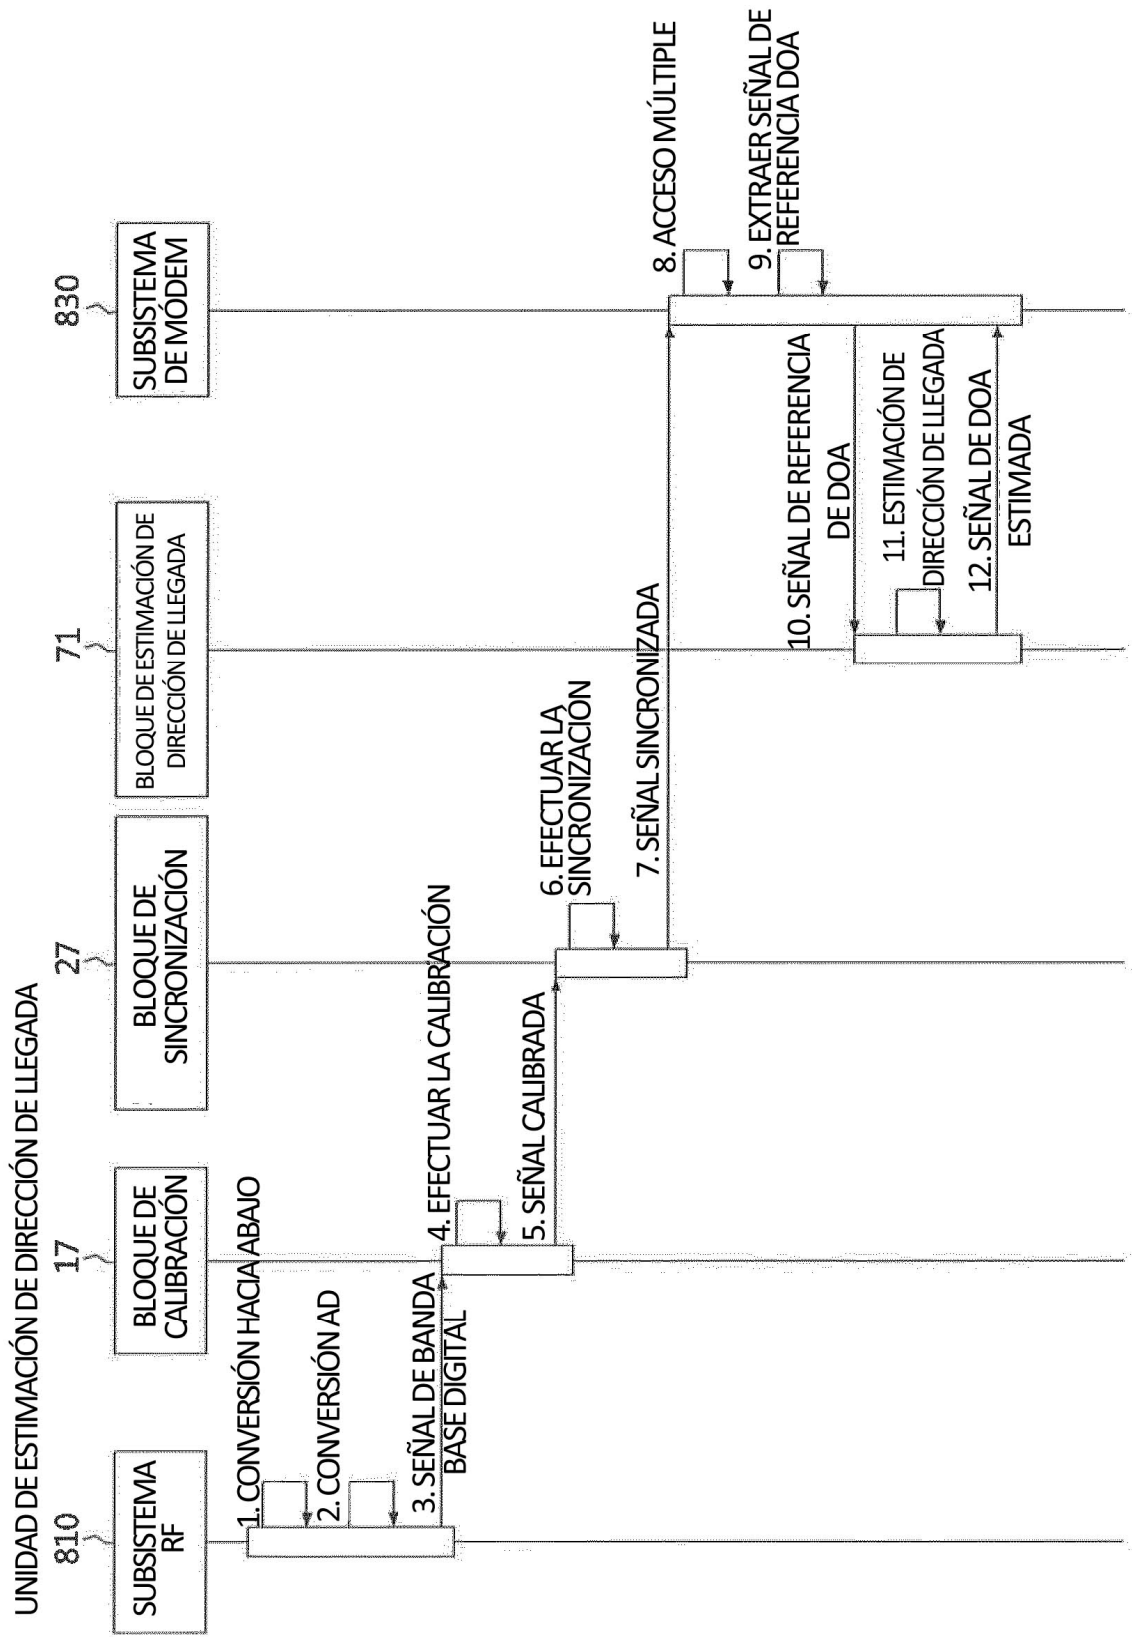 UNIDAD DE ESTIMACIÓN DE DIRECCIÓN DE LLEGADA
810
17
27
71
830
SUBSISTEMA
RF
BLOQUE DE
CALIBRACIÓN
BLOQUE DE
SINCRONIZACIÓN
BLOQUE DE ESTIMACIÓN DE
DIRECCIÓN DE LLEGADA
SUBSISTEMA
DE MÓDEM
1. CONVERSIÓN HACIA ABAJO
2. CONVERSIÓN AD
3. SEÑAL DE BANDA
BASE DIGITAL
4. EFECTUAR LA CALIBRACIÓN
5. SEÑAL CALIBRADA
6. EFECTUAR LA
SINCRONIZACIÓN
7. SEÑAL SINCRONIZADA
8. ACCESO MÚLTIPLE
9. EXTRAER SEÑAL DE
REFERENCIA DOA
10. SEÑAL DE REFERENCIA
DE DOA
11. ESTIMACIÓN DE
DIRECCIÓN DE LLEGADA
12. SEÑAL DE DOA
ESTIMADA